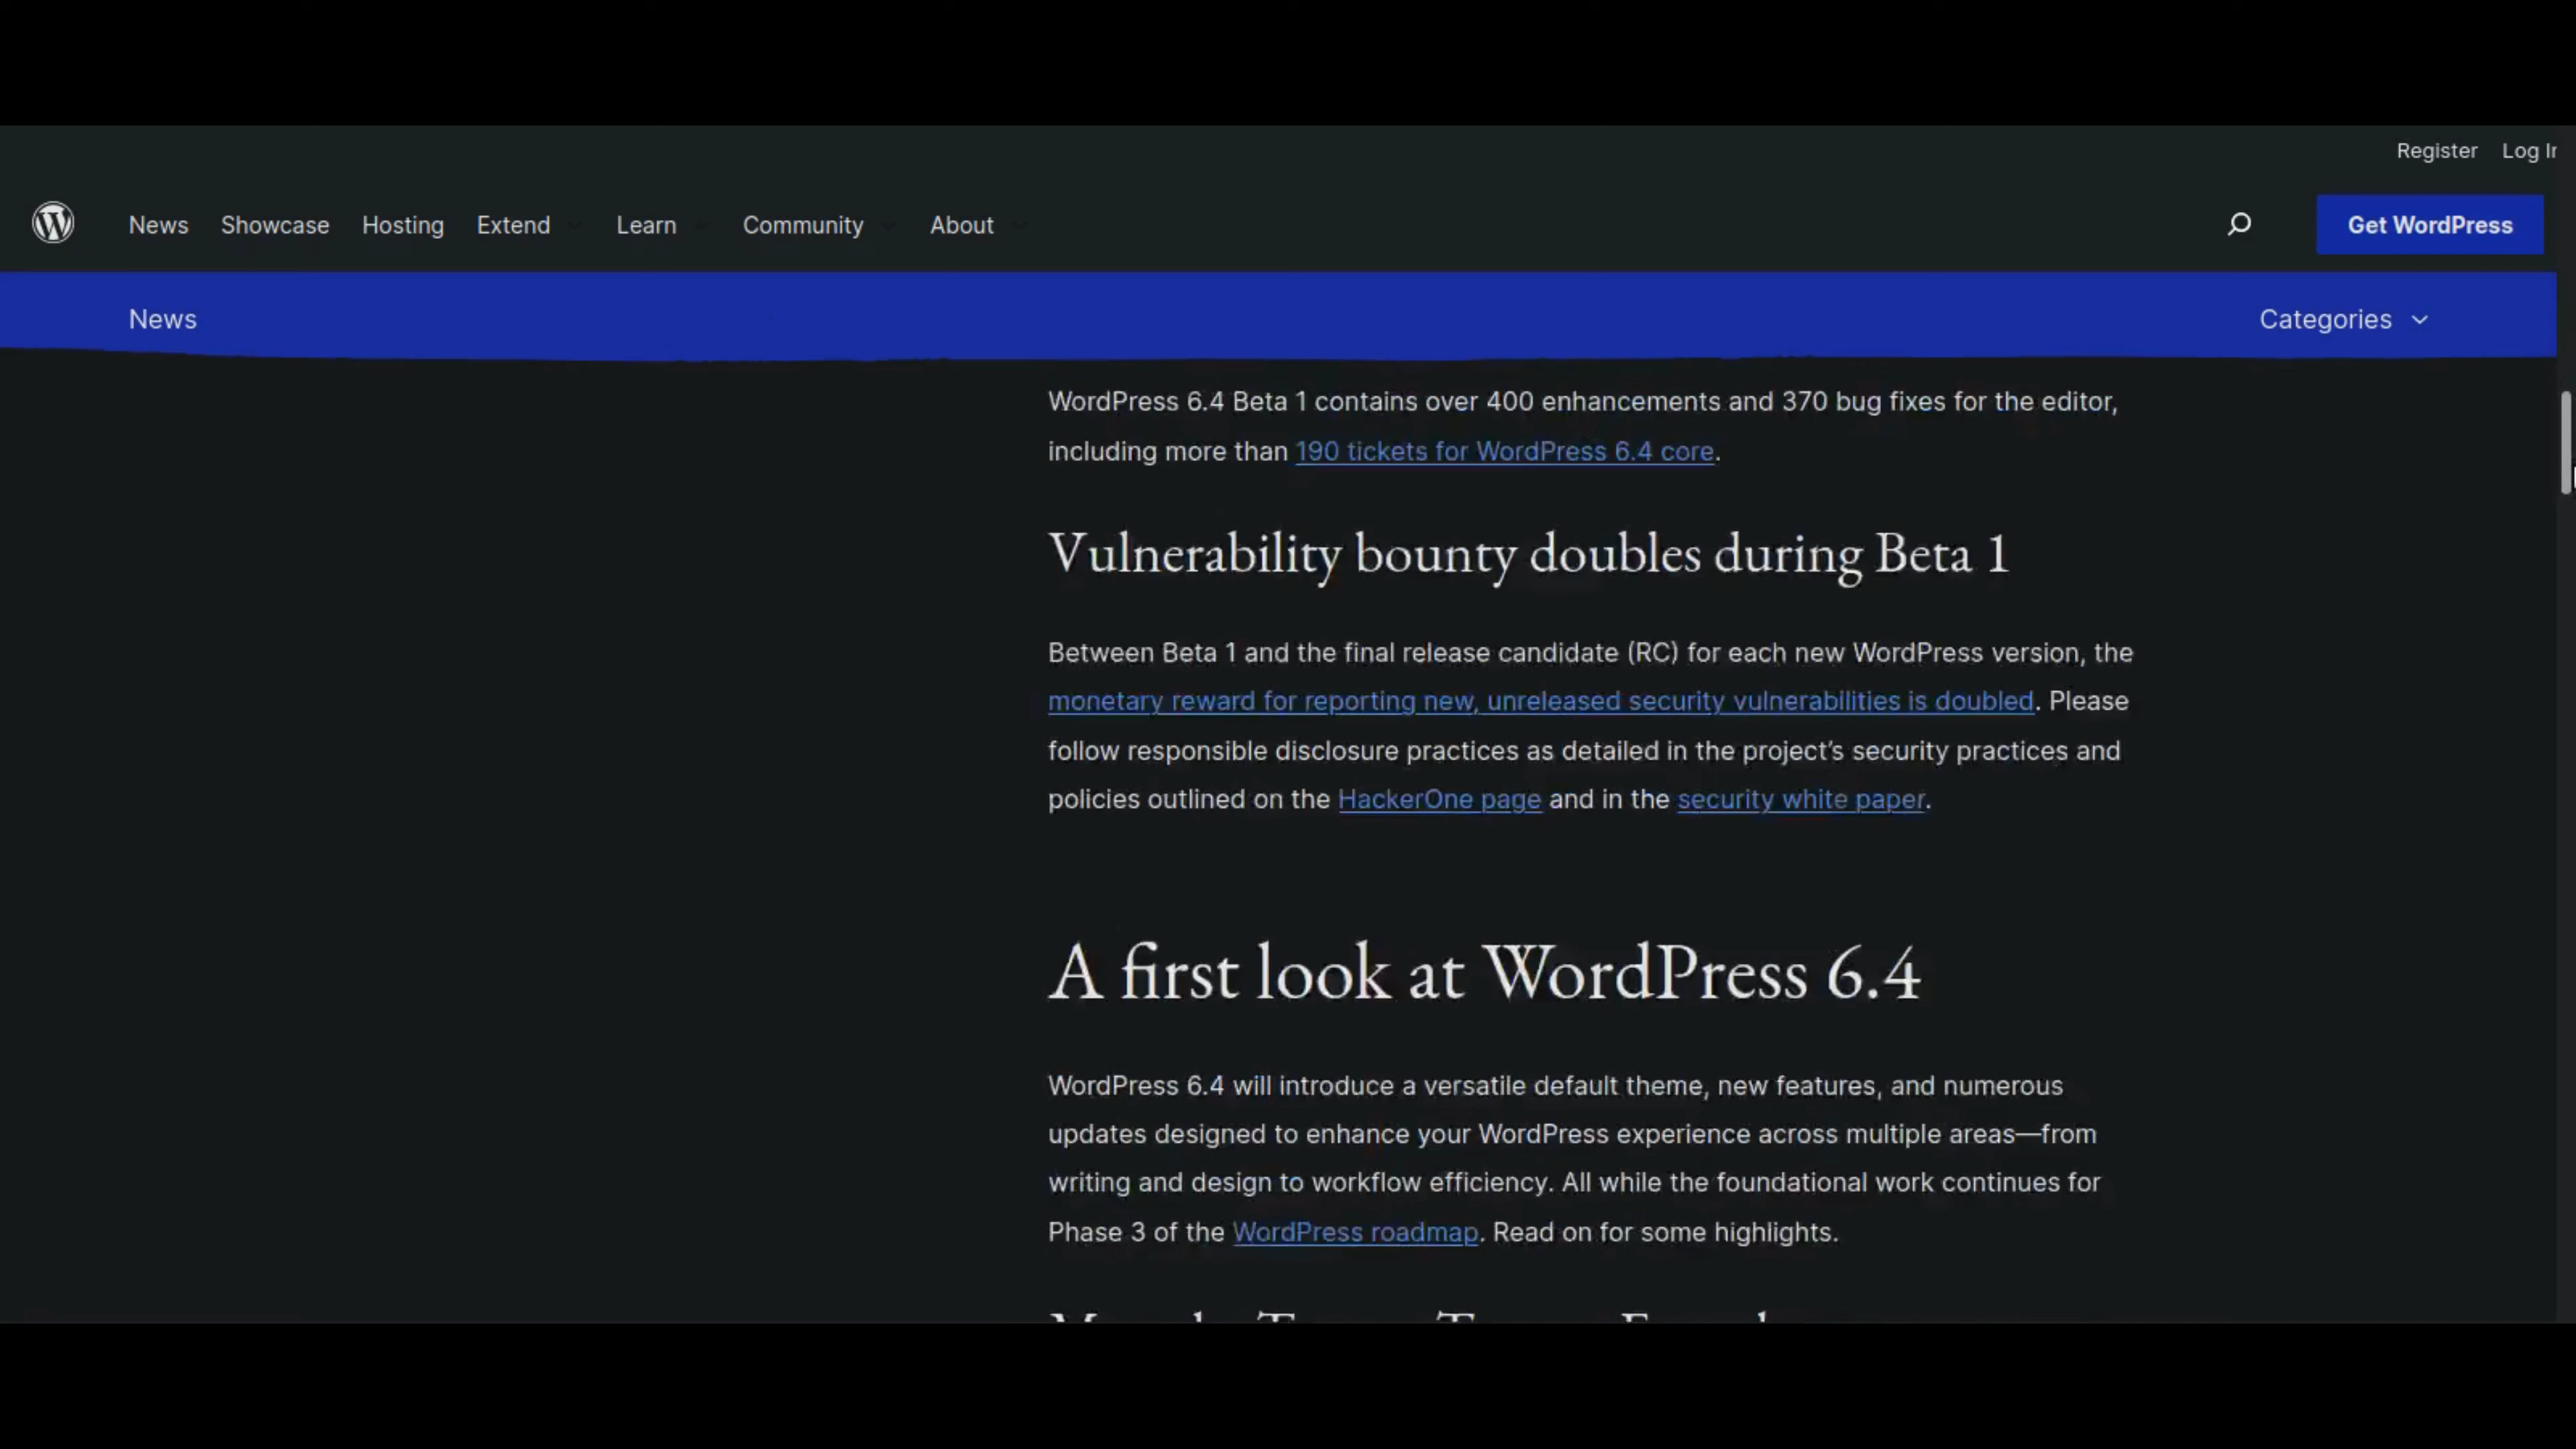 Register Log In
News Showcase Hosting Extend Learn Community About Get WordPress
News Categories
WordPress 6.4 Beta 1 contains over 400 enhancements and 370 bug fixes for the editor,
including more than 190 tickets for WordPress 6.4 core.
Vulnerability bounty doubles during Beta 1
Between Beta 1 and the final release candidate (RC) for each new WordPress version, the
monetary reward for reporting new, unreleased security vulnerabilities is doubled. Please
follow responsible disclosure practices as detailed in the project’s security practices and
policies outlined on the HackerOne page and in the security white paper.
A first look at WordPress 6.4
WordPress 6.4 will introduce a versatile default theme, new features, and numerous
updates designed to enhance your WordPress experience across multiple areas—from
writing and design to workflow efficiency. All while the foundational work continues for
Phase 3 of the WordPress roadmap. Read on for some highlights.